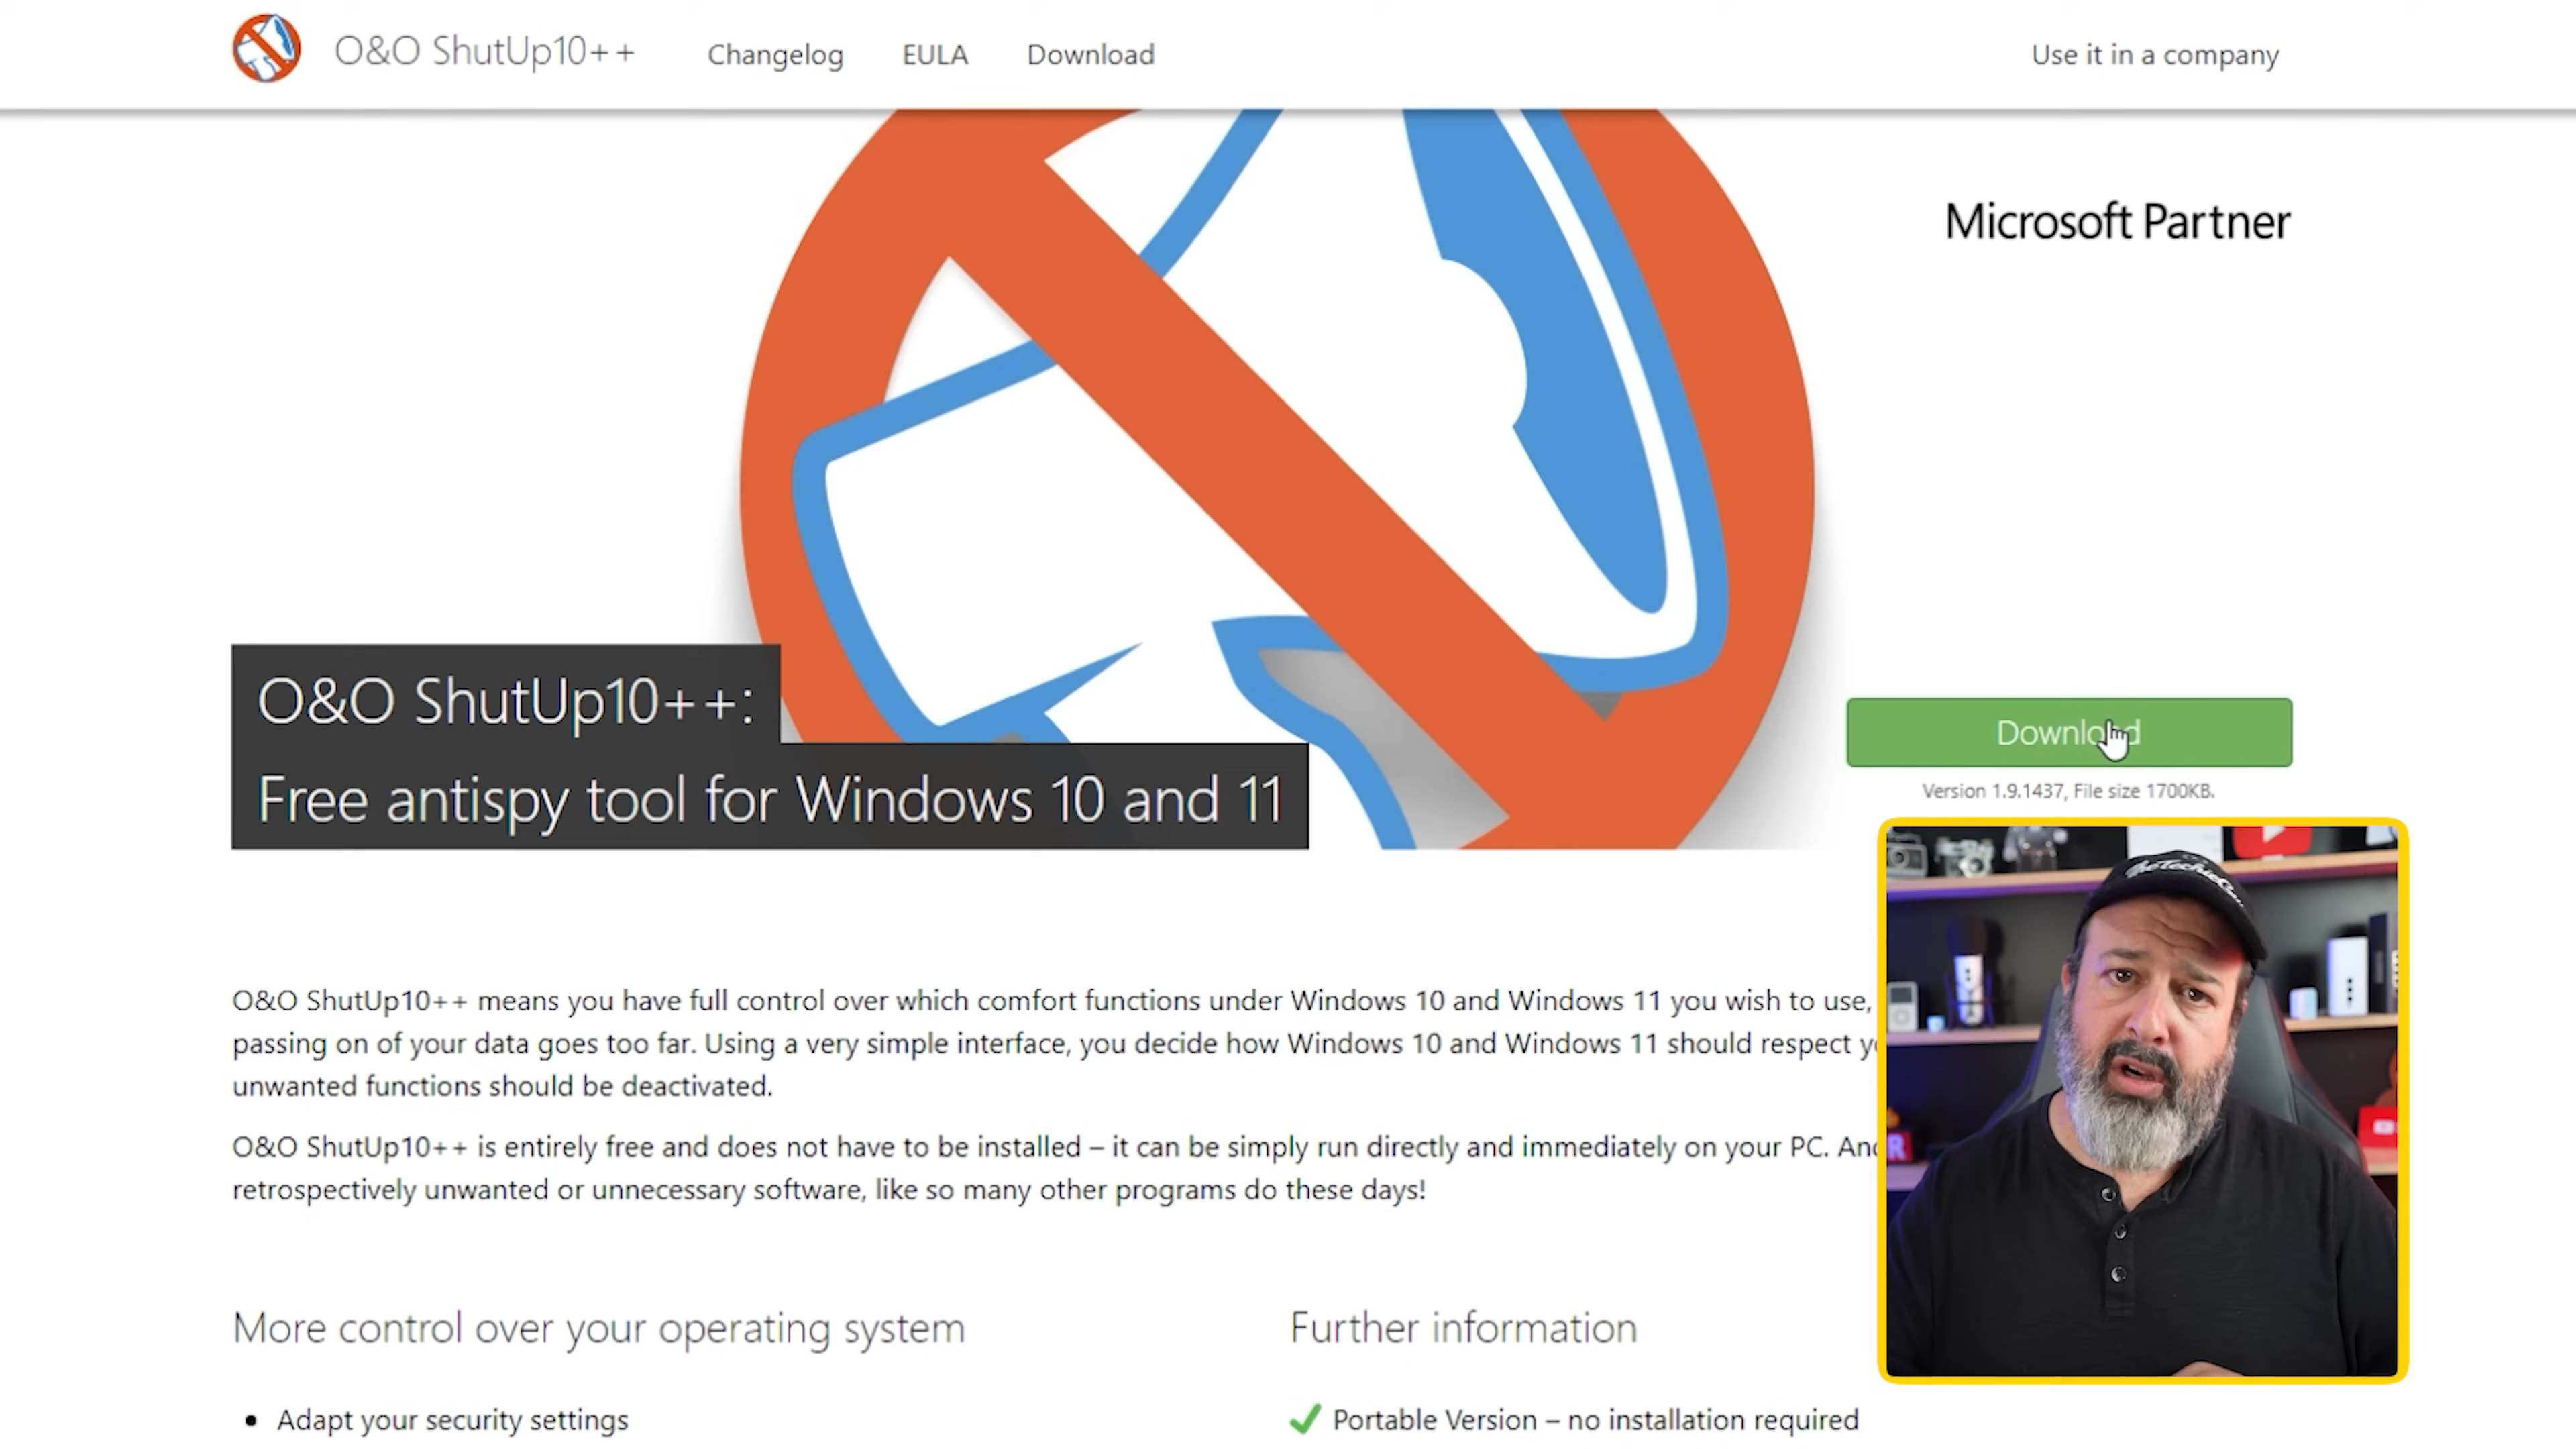 O&O ShutUp10++ Changelog EULA Download Use it in a company
Microsoft Partner
O&O ShutUp10++:
Free antispy tool for Windows 10 and 11
Download
Version 1.9.1437, File size 1700KB.
O&O ShutUp10++ means you have full control over which comfort functions under Windows 10 and Windows 11 you wish to use,
passing on of your data goes too far. Using a very simple interface, you decide how Windows 10 and Windows 11 should respect
unwanted functions should be deactivated.
O&O ShutUp10++ is entirely free and does not have to be installed – it can be simply run directly and immediately on your PC.
retrospectively unwanted or unnecessary software, like so many other programs do these days!
More control over your operating system
Further information
• Adapt your security settings
Portable Version – no installation required